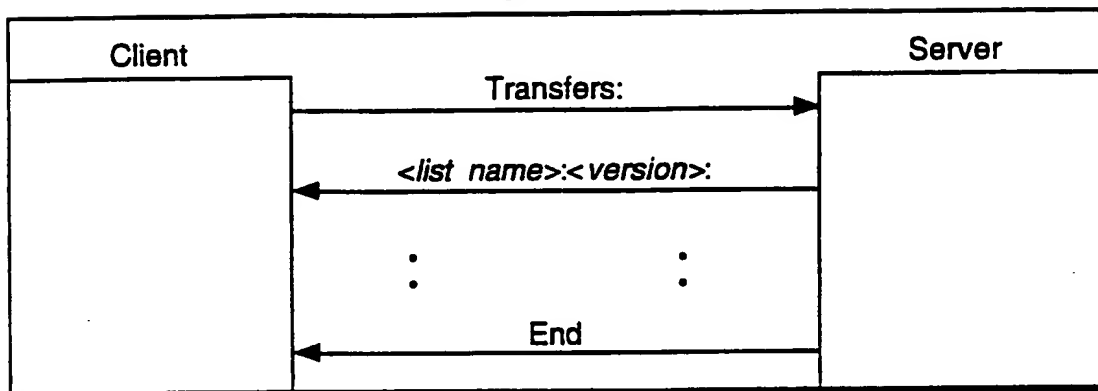 Client
Server
Transfers:
<list name>:<version>:
End